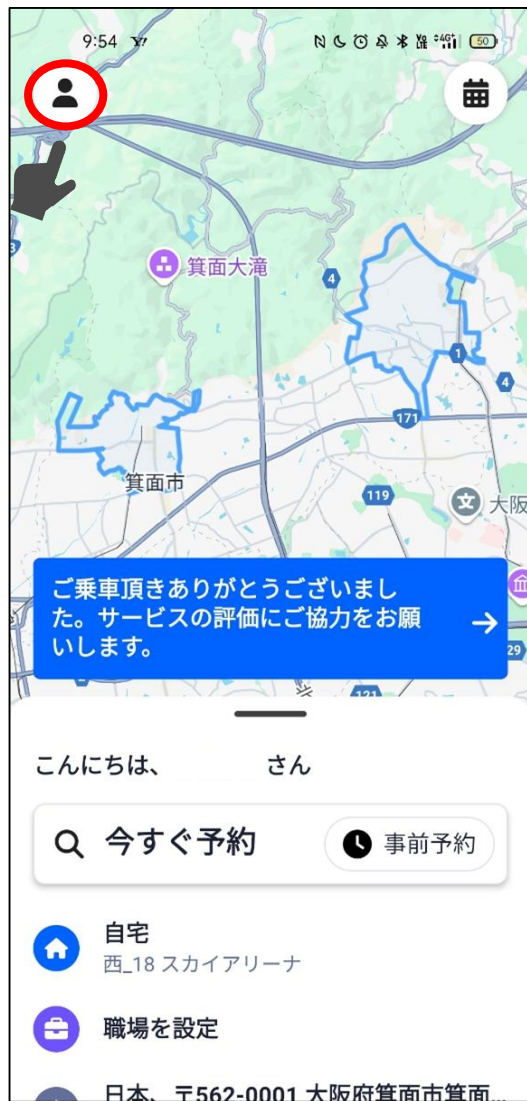 9:54
4G+
50
箕面大滝
4
1
4
171
箕面市
119
大阪
ご乗車頂きありがとうございまし
た。サービスの評価にご協力をお願
いします。
29
121
こんにちは、 さん
今すぐ予約 事前予約
自宅
西_18 スカイアリーナ
職場を設定
日本、〒562-0001 大阪府箕面市箕面...